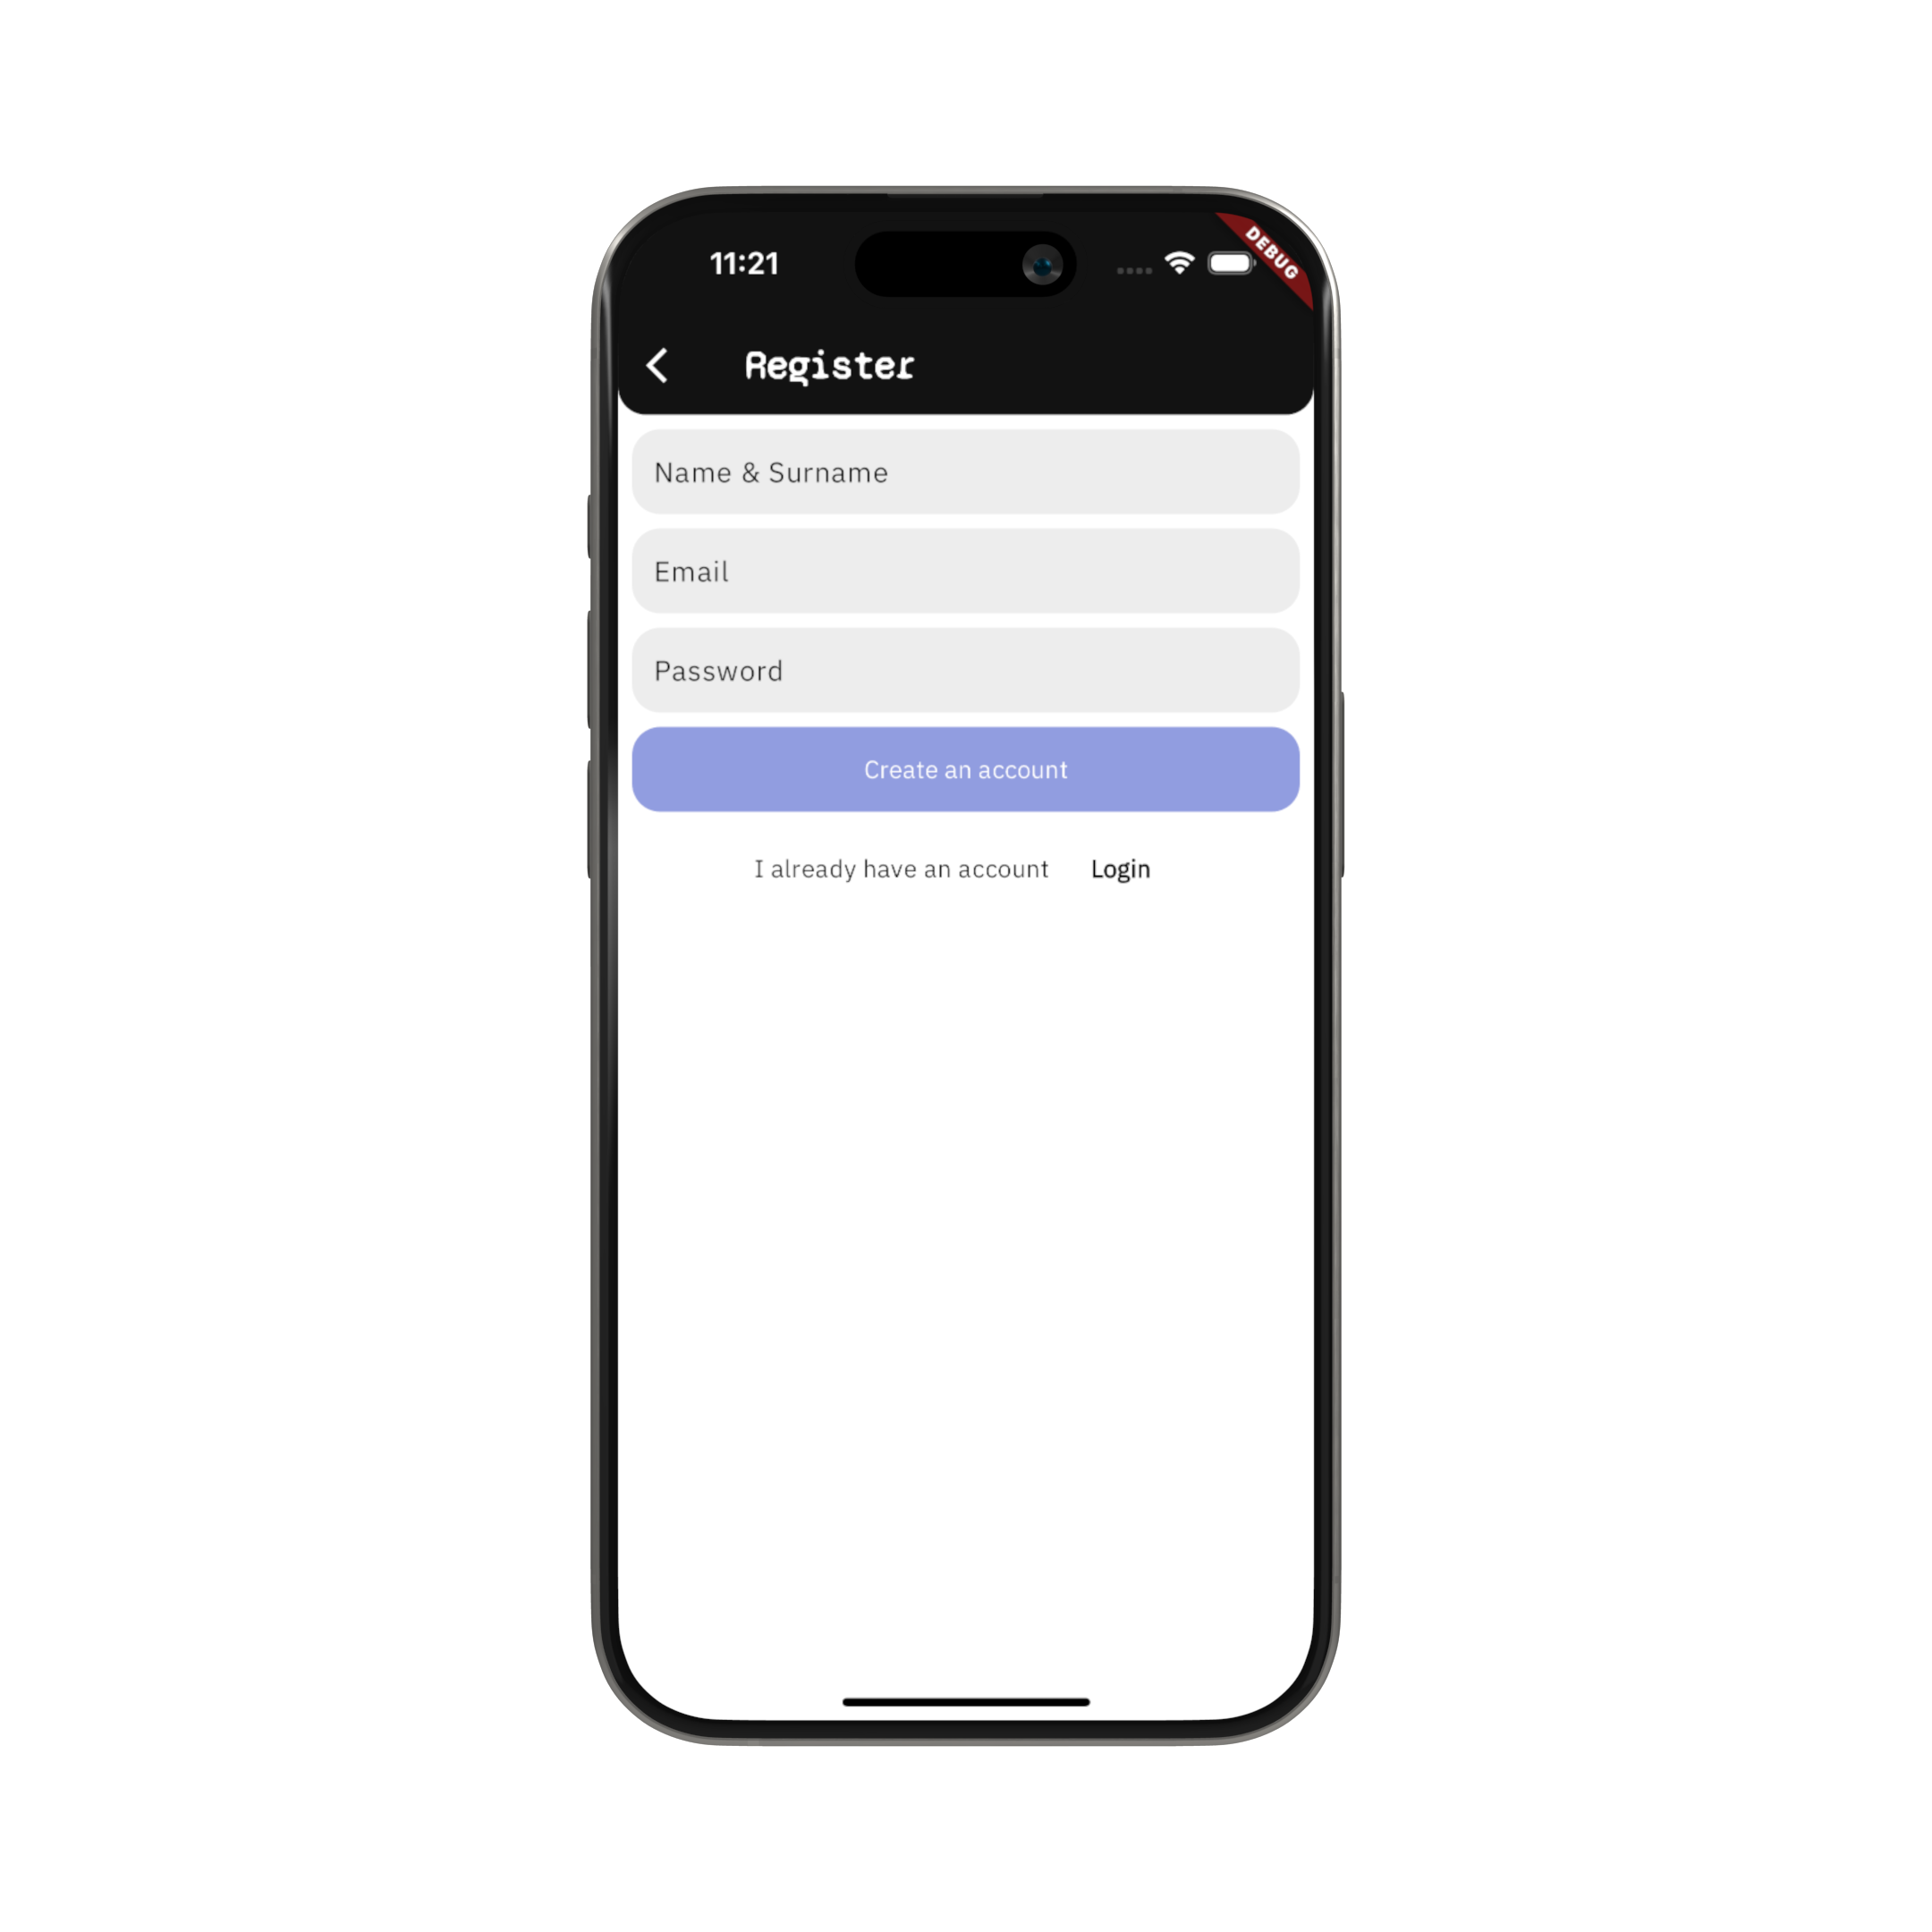 11:21
DEBUG
Register
Name & Surname
Email
Password
Create an account
I already have an account Login